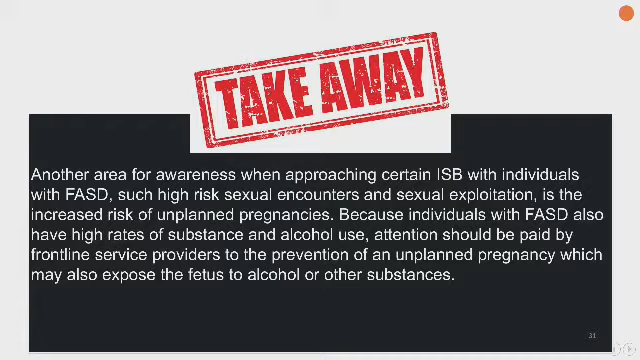 TAKE AWAY
Another area for awareness when approaching certain ISB with individuals
with FASD, such high risk sexual encounters and sexual exploitation, is the
increased risk of unplanned pregnancies. Because individuals with FASD also
have high rates of substance and alcohol use, attention should be paid by
frontline service providers to the prevention of an unplanned pregnancy which
may also expose the fetus to alcohol or other substances.
31